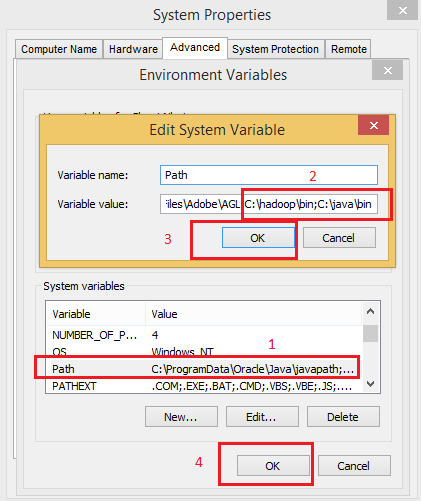 System Properties
Computer Name Hardware Advanced System Protection Remote
Environment Variables
Edit System Variable
2
Variable name: Path
Variable value: iles\Adobe\AGL C:\hadoop\bin;C:\java\bin
3
OK Cancel
System variables
Variable Value
1
NUMBER_OF_P... 4
OS Windows_NT
Path C:\ProgramData\Oracle\Java\javapath;...
PATHEXT .COM;.EXE;.BAT;.CMD;.VBS;.VBE;.JS;....
New... Edit... Delete
4
OK Cancel